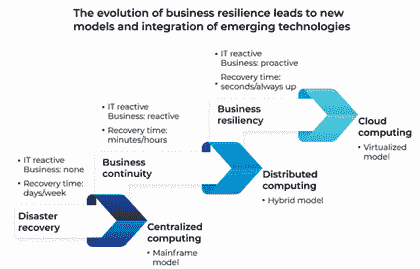 The evolution of business resilience leads to new
models and integration of emerging technologies
• IT reactive
Business: proactive
• Recovery time:
seconds/always up
Business
resiliency
Cloud
computing
• Virtualized
model
• IT reactive
Business: reactive
• Recovery time:
minutes/hours
Business
continuity
Distributed
computing
• Hybrid model
• IT reactive
Business: none
• Recovery time:
days/week
Disaster
recovery
Centralized
computing
• Mainframe
model